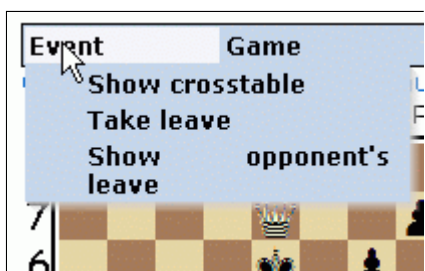 Event Game
Show crosstable
Take leave
Show opponent's
leave
7
6